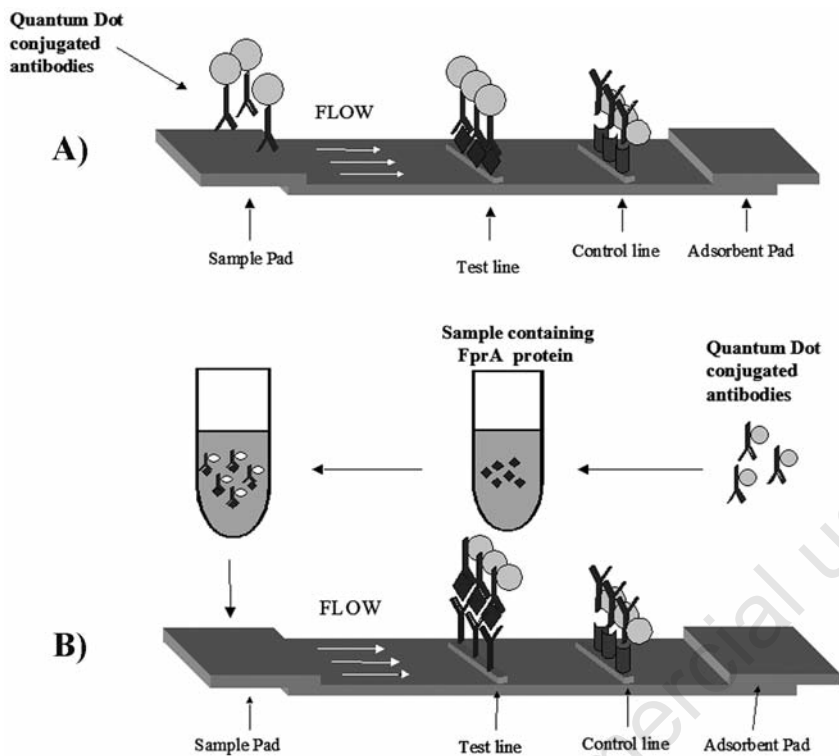 Quantum Dot
conjugated
antibodies
FLOW
A)
Sample Pad
Test line
Control line
Adsorbent Pad
Sample containing
FprA protein
Quantum Dot
conjugated
antibodies
FLOW
B)
Sample Pad
Test line
Control line
Adsorbent Pad